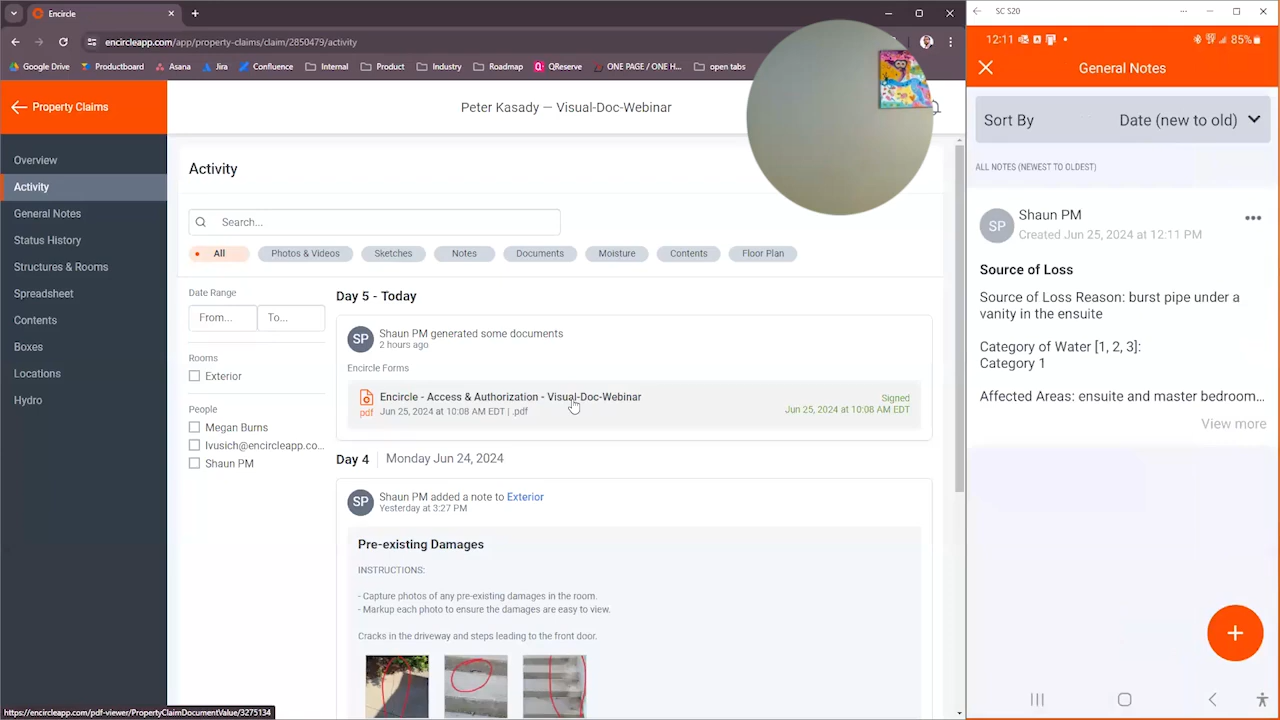 Encircle
encircleapp.com/app/property-claims/claim/2850479/activity
Google Drive Productboard Asana Jira Confluence Internal Product Industry Roadmap QReserve ONE PAGE / ONE H... open tabs
Property Claims
Peter Kasady — Visual-Doc-Webinar
Overview
Activity
General Notes
Status History
Structures & Rooms
Spreadsheet
Contents
Boxes
Locations
Hydro
Activity
Search...
All Photos & Videos Sketches Notes Documents Moisture Contents Floor Plan
Date Range
From... To...
Rooms
Exterior
People
Megan Burns
lvusich@encircleapp.co...
Shaun PM
Day 5 - Today
SP
Shaun PM generated some documents
2 hours ago
Encircle Forms
pdf
Encircle - Access & Authorization - Visual-Doc-Webinar
Jun 25, 2024 at 10:08 AM EDT | .pdf
Signed
Jun 25, 2024 at 10:08 AM EDT
Day 4 Monday Jun 24, 2024
SP
Shaun PM added a note to Exterior
Yesterday at 3:27 PM
Pre-existing Damages
INSTRUCTIONS:
- Capture photos of any pre-existing damages in the room.
- Markup each photo to ensure the damages are easy to view.
Cracks in the driveway and steps leading to the front door.
https://encircleapp.com/pdf-viewer/PropertyClaimDocumentValue/3275134
SC S20
12:11 85%
General Notes
Sort By Date (new to old)
ALL NOTES (NEWEST TO OLDEST)
SP
Shaun PM
Created Jun 25, 2024 at 12:11 PM
Source of Loss
Source of Loss Reason: burst pipe under a
vanity in the ensuite
Category of Water [1, 2, 3]:
Category 1
Affected Areas: ensuite and master bedroom...
View more